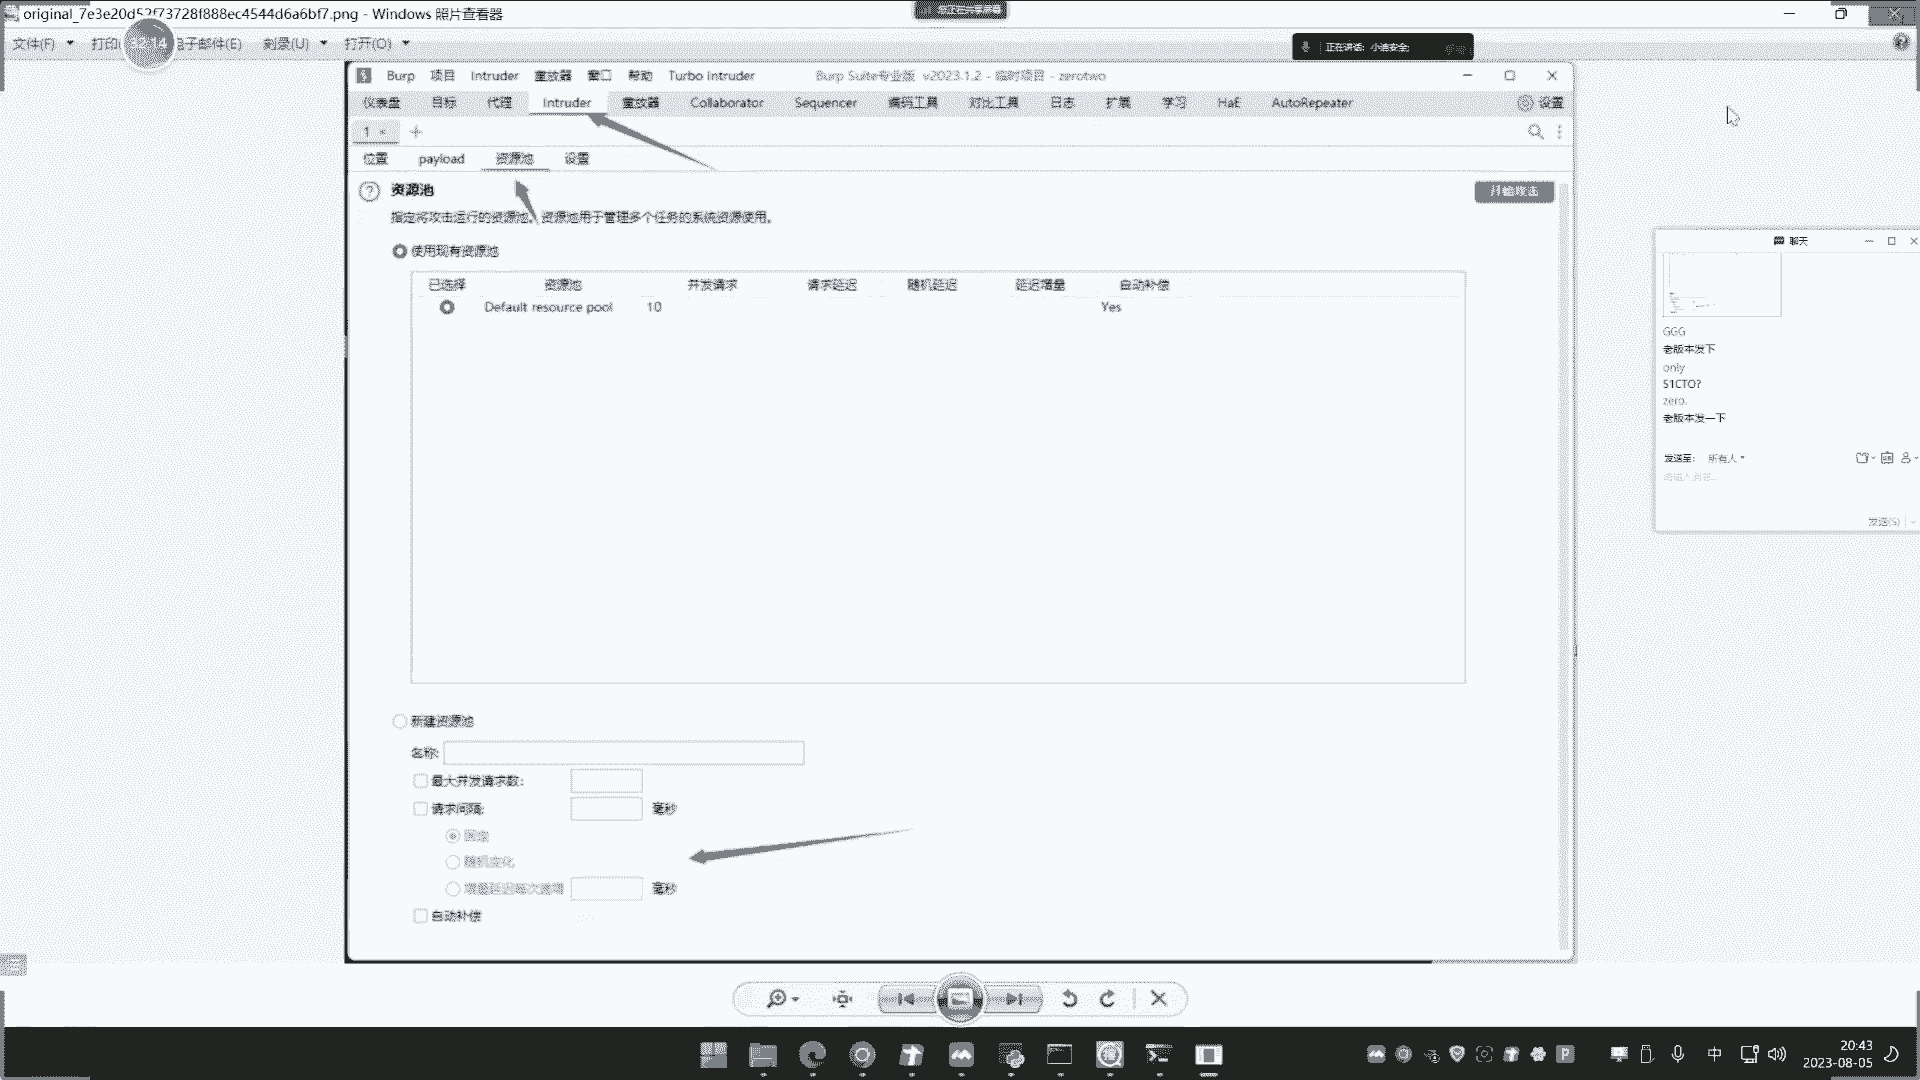 original_7e3e20d52f73728f888ec4544d6a6bf7.png - Windows 照片查看器
文件(F) 打印( 32:14 电子邮件(E) 刻录(U) 打开(O)
正在讲话: 小迪安全;
Burp 项目 Intruder 重放器 窗口 帮助 Turbo Intruder Burp Suite专业版 v2023.1.2 - 临时项目 - zerotwo
仪表盘 目标 代理 Intruder 重放器 Collaborator Sequencer 编码工具 对比工具 日志 扩展 学习 HaE AutoRepeater 设置
1 × +
位置 payload 资源池 设置
资源池 开始攻击
指定将攻击运行的资源池。资源池用于管理多个任务的系统资源使用。
使用现有资源池
已选择 资源池 并发请求 请求延迟 随机延迟 延迟增量 自动补偿
Default resource pool 10 Yes
新建资源池
名称:
最大并发请求数:
请求间隔: 毫秒
固定
随机变化
毫秒
自动补偿
聊天
GGG
老版本发下
only
51CTO?
zero.
老版本发一下
发送至: 所有人
发送(S)
中
20:43
2023-08-05